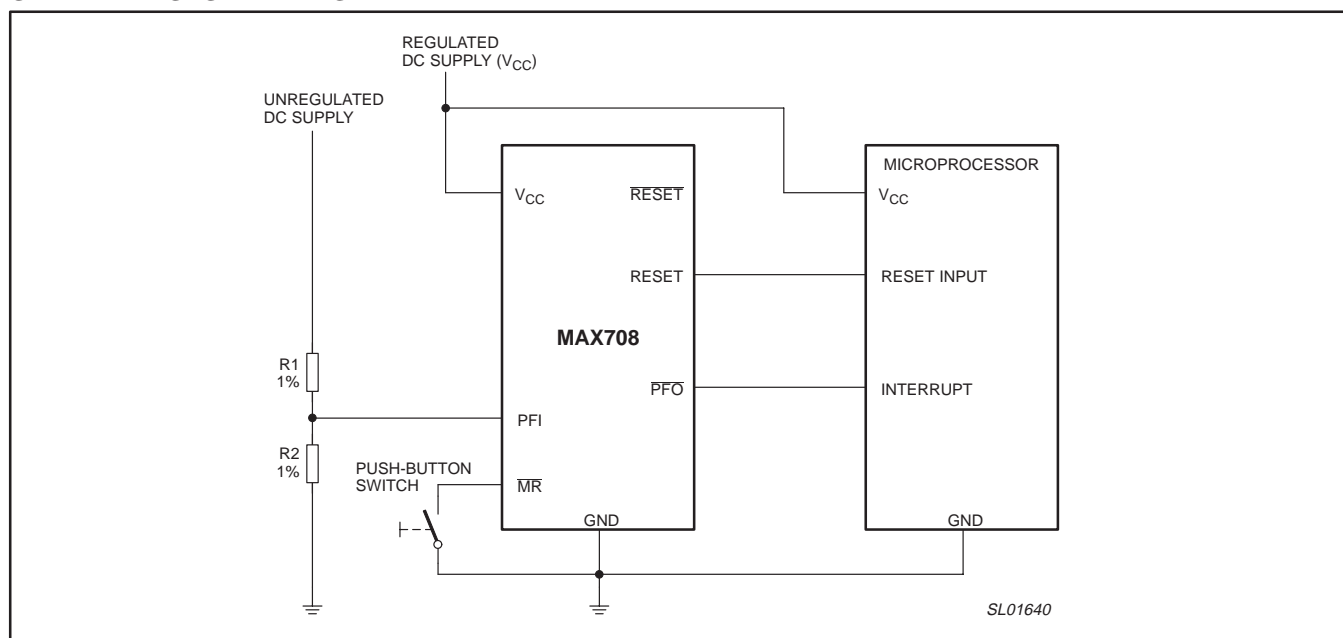 REGULATED
DC SUPPLY (VCC)
UNREGULATED
DC SUPPLY
MICROPROCESSOR
VCC
RESET
VCC
RESET
RESET INPUT
MAX708
R1
1%
PFO
INTERRUPT
PFI
R2
1%
PUSH-BUTTON
SWITCH
MR
GND
GND
SL01640